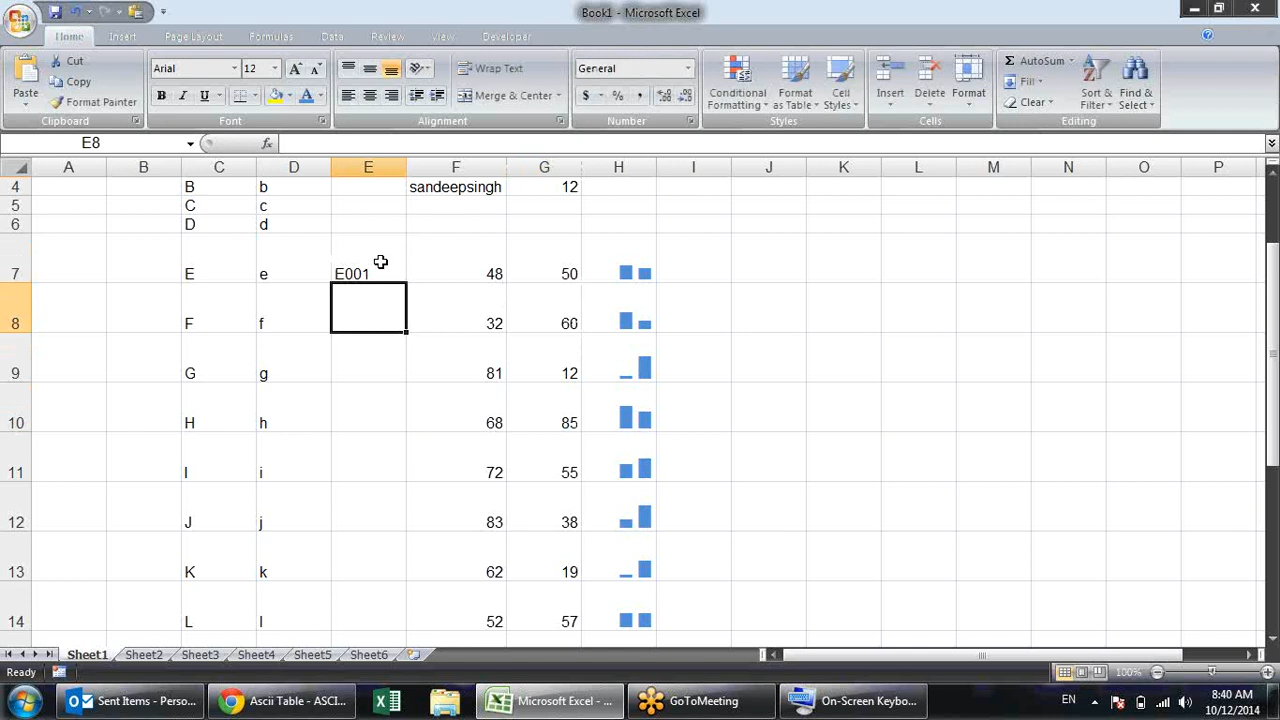 Book1 - Microsoft Excel
Home Insert Page Layout Formulas Data Review View Developer
Paste
Cut
Copy
Format Painter
Clipboard
Arial 12
B I U
Font
Wrap Text
Merge & Center
Alignment
General
$ % ,
Number
Conditional Formatting
Format as Table
Cell Styles
Styles
Insert Delete Format
Cells
Σ AutoSum
Fill
Clear
Sort & Filter
Find & Select
Editing
E8 fx
A B C D E F G H I J K L M N O P
4 B b sandeepsingh 12
5 C c
6 D d
7 E e E001 48 50
8 F f 32 60
9 G g 81 12
10 H h 68 85
11 I i 72 55
12 J j 83 38
13 K k 62 19
14 L l 52 57
Sheet1 Sheet2 Sheet3 Sheet4 Sheet5 Sheet6
Ready 100%
Sent Items - Perso... Ascii Table - ASCI... Microsoft Excel - ... GoToMeeting On-Screen Keybo... EN 8:40 AM
10/12/2014